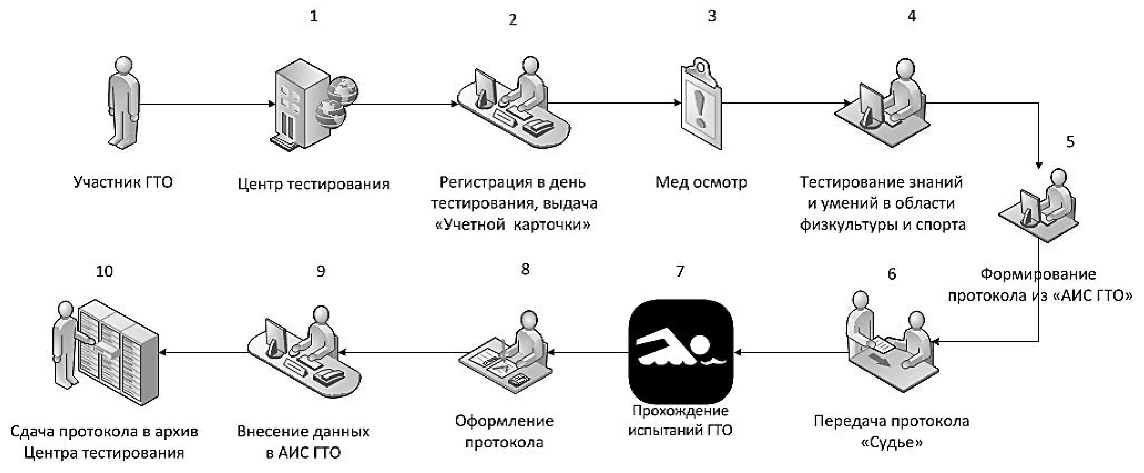 1
2
3
4
Участник ГТО
Центр тестирования
Регистрация в день
тестирования, выдача
«Учетной карточки»
Мед осмотр
Тестирование знаний
и умений в области
физкультуры и спорта
5
Формирование
протокола из «АИС ГТО»
6
Передача протокола
«Судье»
7
Прохождение
испытаний ГТО
8
Оформление
протокола
9
Внесение данных
в АИС ГТО
10
Сдача протокола в архив
Центра тестирования